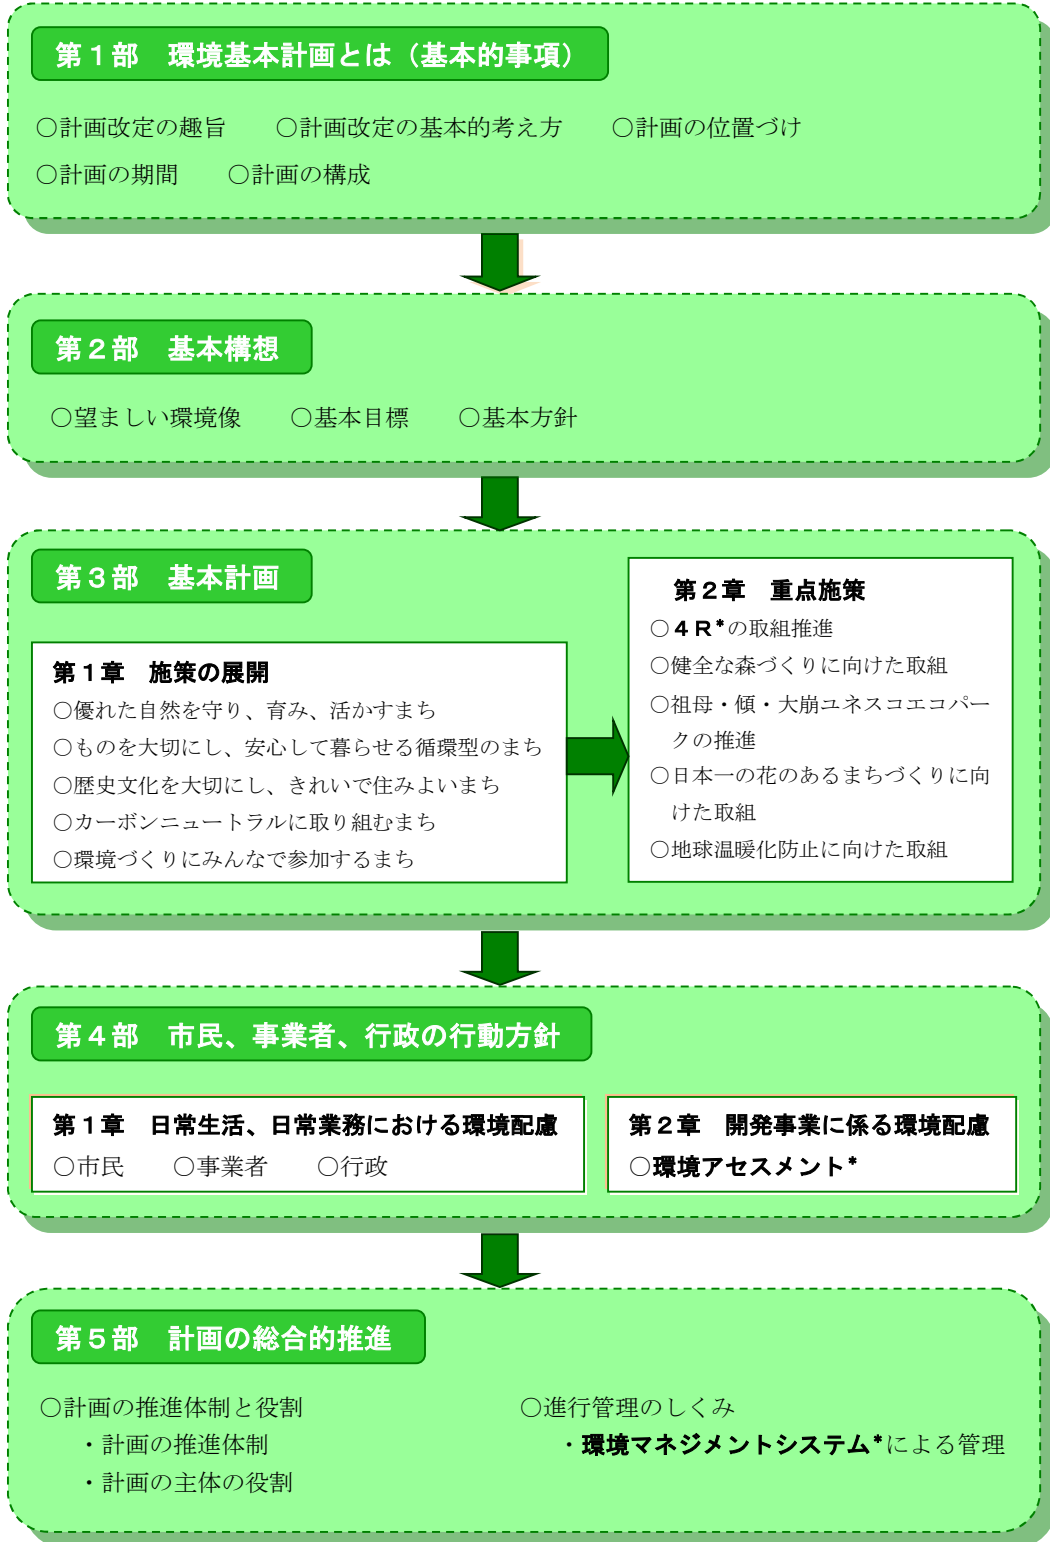 第１部　環境基本計画とは（基本的事項）
○計画改定の趣旨　　○計画改定の基本的考え方　　○計画の位置づけ
○計画の期間　　○計画の構成
第２部　基本構想
○望ましい環境像　　○基本目標　　○基本方針
第３部　基本計画
第１章　施策の展開
○優れた自然を守り、育み、活かすまち
○ものを大切にし、安心して暮らせる循環型のまち
○歴史文化を大切にし、きれいで住みよいまち
○カーボンニュートラルに取り組むまち
○環境づくりにみんなで参加するまち
第２章　重点施策
○４Ｒ*の取組推進
○健全な森づくりに向けた取組
○祖母・傾・大崩ユネスコエコパー
クの推進
○日本一の花のあるまちづくりに向
けた取組
○地球温暖化防止に向けた取組
第４部　市民、事業者、行政の行動方針
第１章　日常生活、日常業務における環境配慮
○市民　　○事業者　　○行政
第２章　開発事業に係る環境配慮
○環境アセスメント*
第５部　計画の総合的推進
○計画の推進体制と役割
・計画の推進体制
・計画の主体の役割
○進行管理のしくみ
・環境マネジメントシステム*による管理